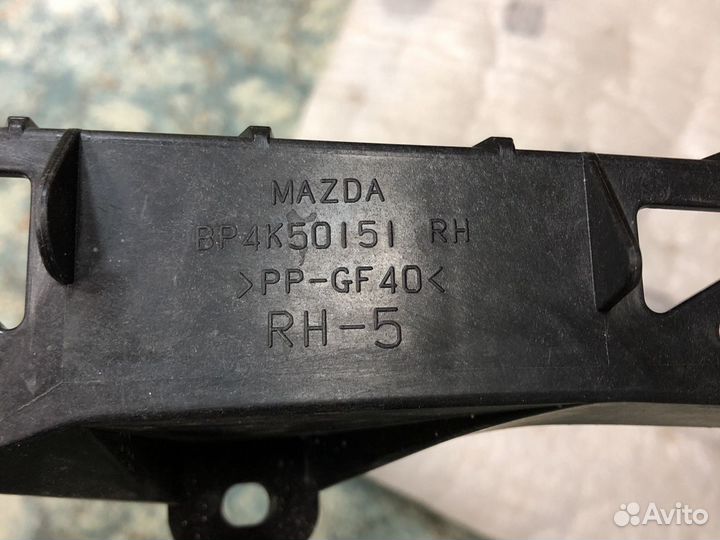 MAZDA
BP4K50151 RH
>PP-GF40<
RH-5
Avito